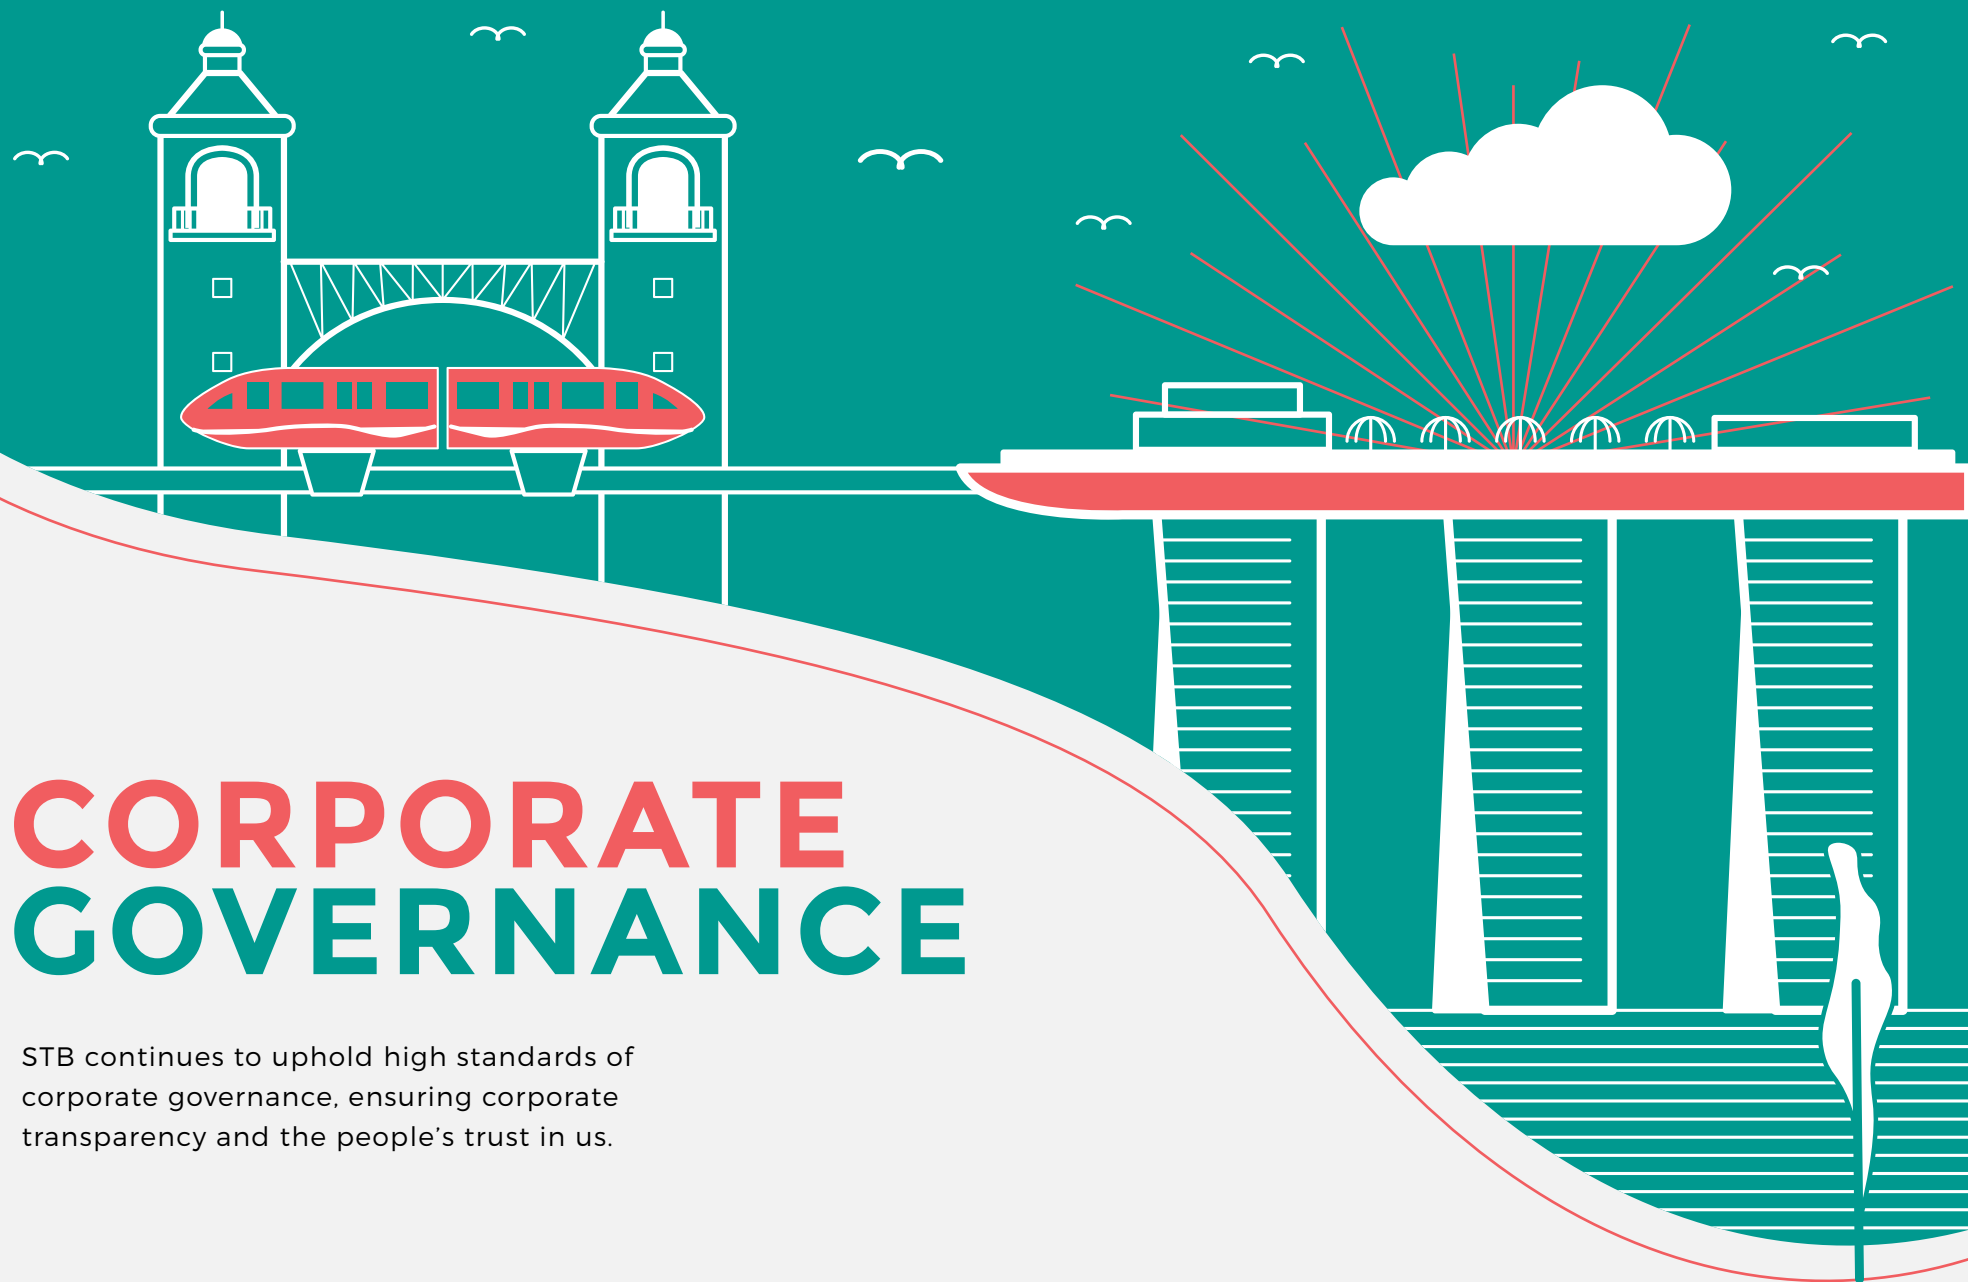 CORPORATE
GOVERNANCE
STB continues to uphold high standards of
corporate governance, ensuring corporate
transparency and the people’s trust in us.